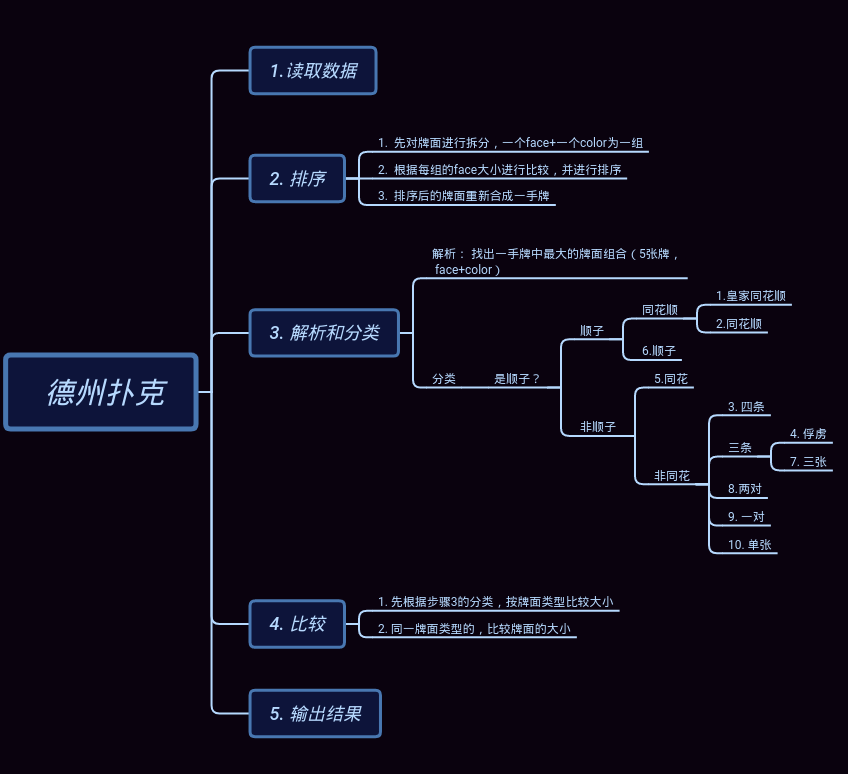 德州扑克
1.读取数据
2. 排序
1. 先对牌面进行拆分，一个face+一个color为一组
2. 根据每组的face大小进行比较，并进行排序
3. 排序后的牌面重新合成一手牌
3. 解析和分类
解析： 找出一手牌中最大的牌面组合（5张牌，
face+color）
分类
是顺子？
顺子
同花顺
1.皇家同花顺
2.同花顺
6.顺子
非顺子
5.同花
非同花
3. 四条
三条
4. 俘虏
7. 三张
8.两对
9. 一对
10. 单张
4. 比较
1. 先根据步骤3的分类，按牌面类型比较大小
2. 同一牌面类型的，比较牌面的大小
5. 输出结果